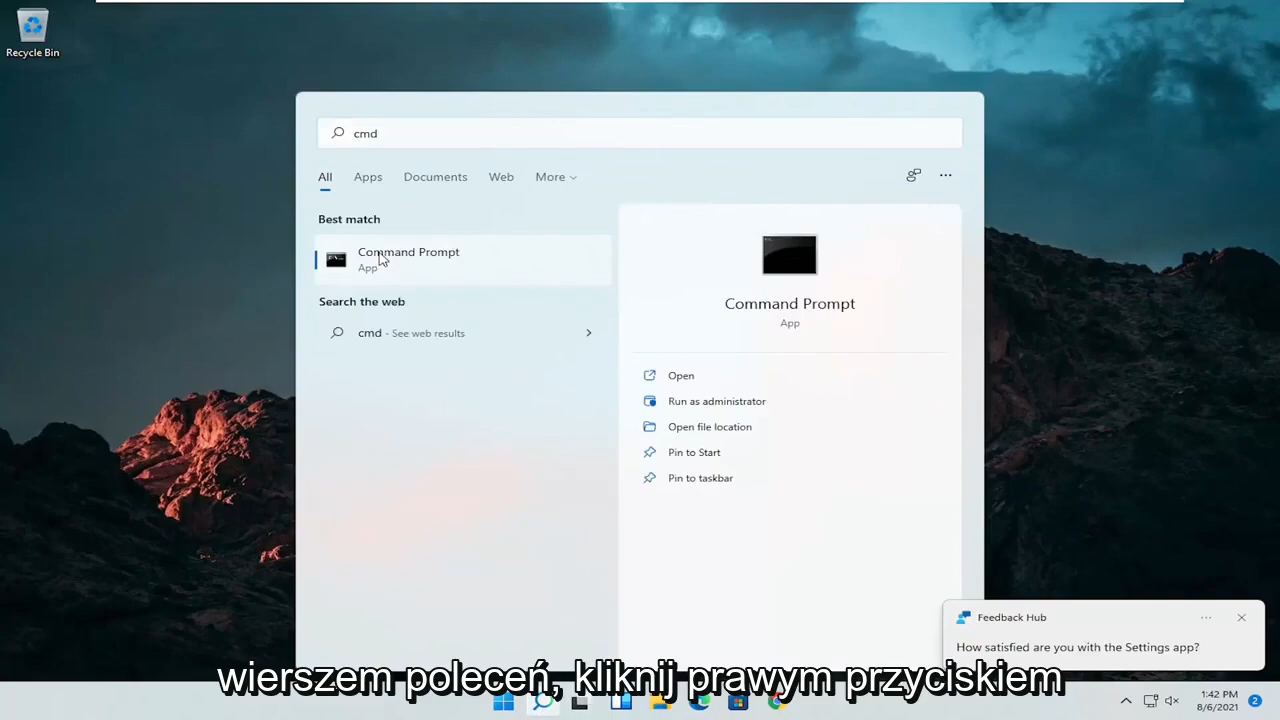 Recycle Bin
cmd
All Apps Documents Web More
Best match
Command Prompt
App
Search the web
cmd - See web results
Command Prompt
App
Open
Run as administrator
Open file location
Pin to Start
Pin to taskbar
Feedback Hub
How satisfied are you with the Settings app?
wierszem poleceń, kliknij prawym przyciskiem
1:42 PM
8/6/2021
2